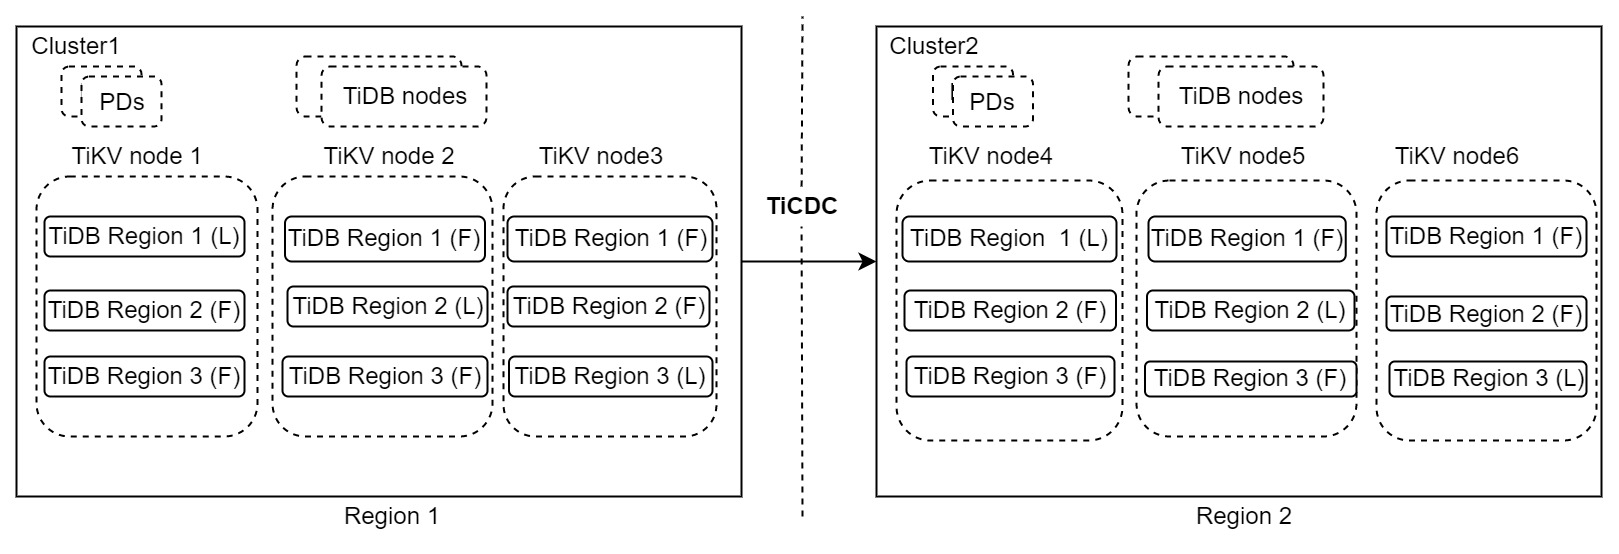 Cluster1
PDs
TiDB nodes
TiKV node 1
TiKV node 2
TiKV node3
TiDB Region 1 (L)
TiDB Region 1 (F)
TiDB Region 1 (F)
TiDB Region 2 (F)
TiDB Region 2 (L)
TiDB Region 2 (F)
TiDB Region 3 (F)
TiDB Region 3 (F)
TiDB Region 3 (L)
Region 1
TiCDC
Cluster2
PDs
TiDB nodes
TiKV node4
TiKV node5
TiKV node6
TiDB Region  1 (L)
TiDB Region 1 (F)
TiDB Region 1 (F)
TiDB Region 2 (F)
TiDB Region 2 (L)
TiDB Region 2 (F)
TiDB Region 3 (F)
TiDB Region 3 (F)
TiDB Region 3 (L)
Region 2